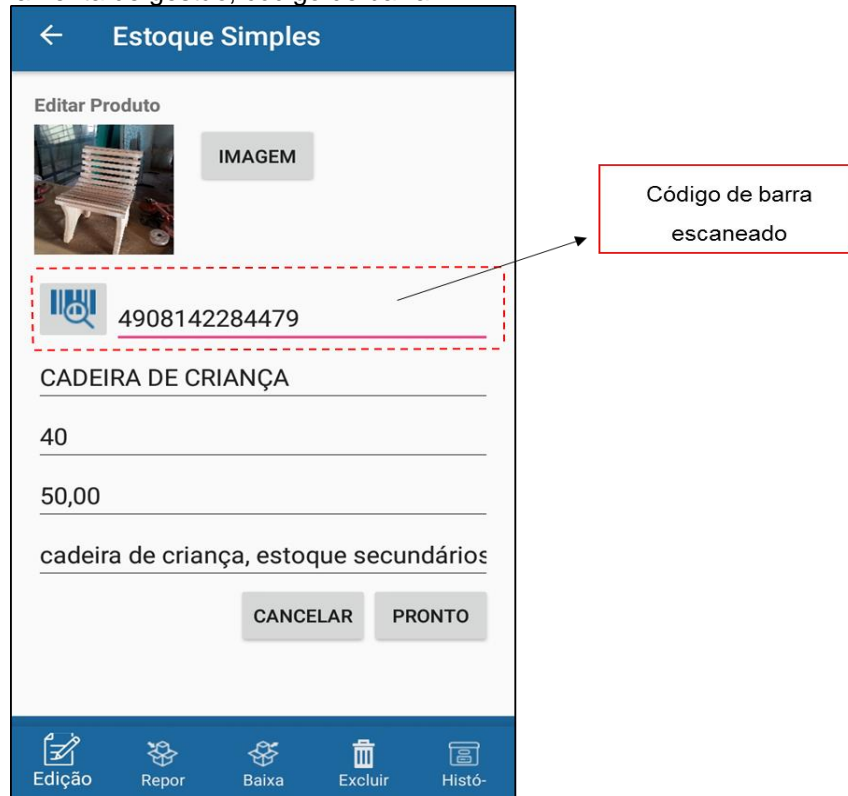 ← Estoque Simples
Editar Produto
IMAGEM
Código de barra
escaneado
4908142284479
CADEIRA DE CRIANÇA
40
50,00
cadeira de criança, estoque secundários
CANCELAR PRONTO
Edição Repor Baixa Excluir Histó-